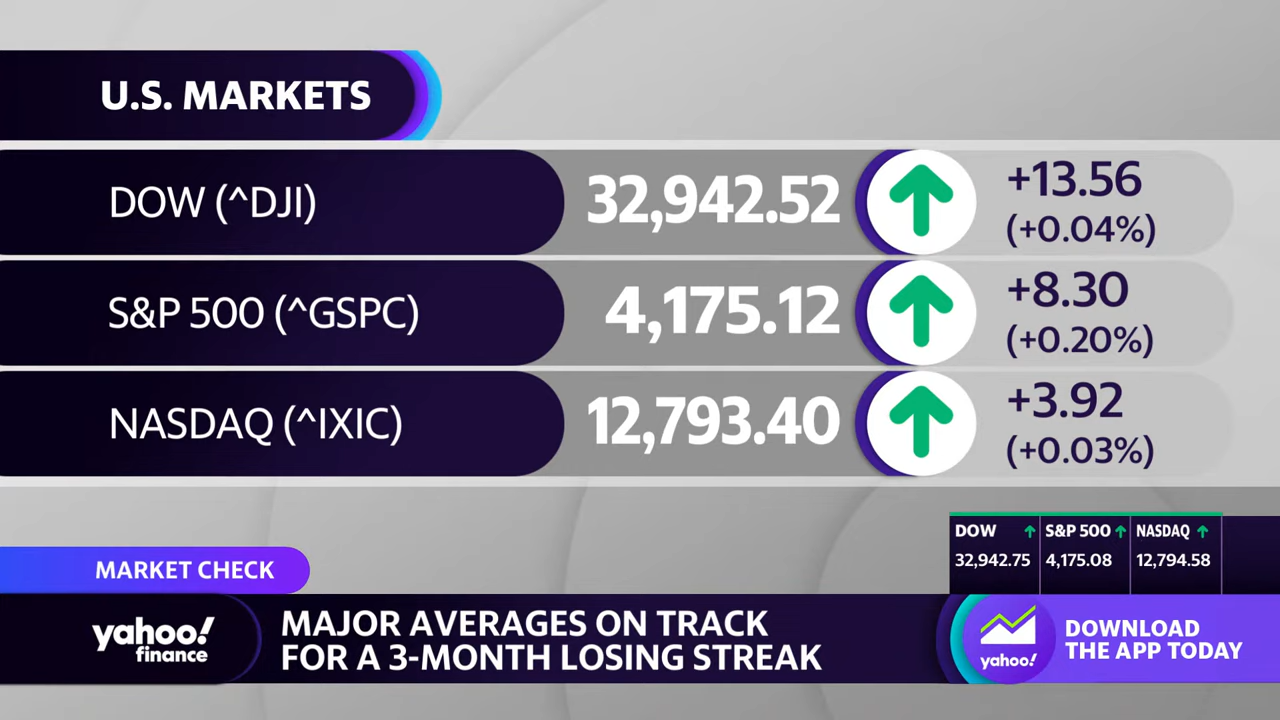 U.S. MARKETS
DOW (^DJI) 32,942.52 +13.56
(+0.04%)
S&P 500 (^GSPC) 4,175.12 +8.30
(+0.20%)
NASDAQ (^IXIC) 12,793.40 +3.92
(+0.03%)
DOW S&P 500 NASDAQ
32,942.75 4,175.08 12,794.58
MARKET CHECK
yahoo!
finance
MAJOR AVERAGES ON TRACK
FOR A 3-MONTH LOSING STREAK
yahoo!
DOWNLOAD
THE APP TODAY